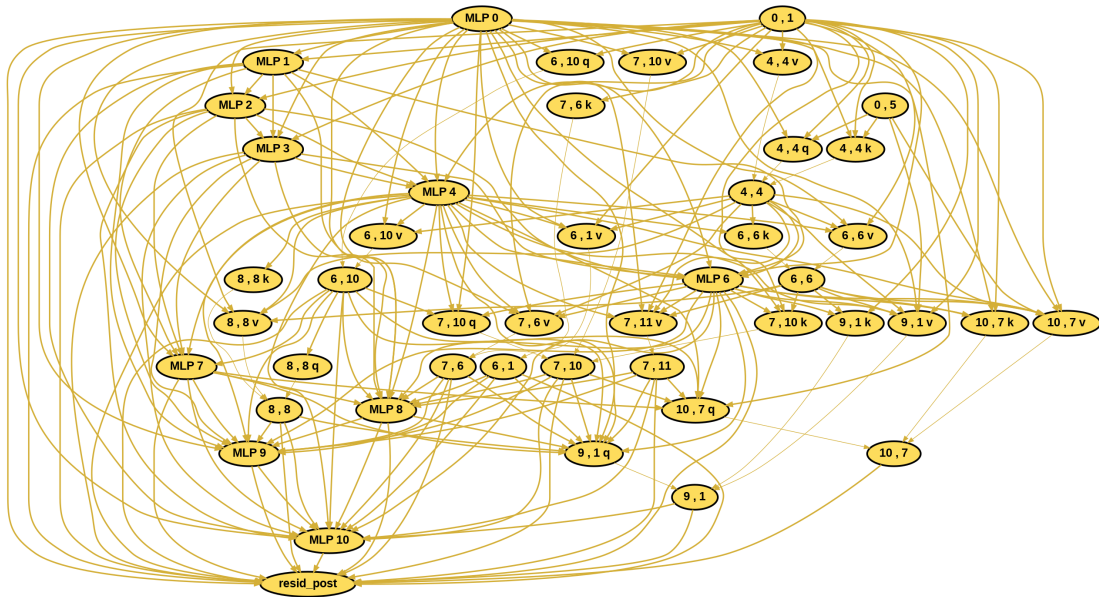 MLP 0
0 , 1
MLP 1
6 , 10 q
7 , 10 v
4 , 4 v
MLP 2
7 , 6 k
0 , 5
MLP 3
4 , 4 q
4 , 4 k
MLP 4
4 , 4
6 , 10 v
6 , 1 v
6 , 6 k
6 , 6 v
8 , 8 k
6 , 10
MLP 6
6 , 6
8 , 8 v
7 , 10 q
7 , 6 v
7 , 11 v
7 , 10 k
9 , 1 k
9 , 1 v
10 , 7 k
10 , 7 v
MLP 7
8 , 8 q
7 , 6
6 , 1
7 , 10
7 , 11
8 , 8
MLP 8
10 , 7 q
MLP 9
9 , 1 q
10 , 7
9 , 1
MLP 10
resid_post